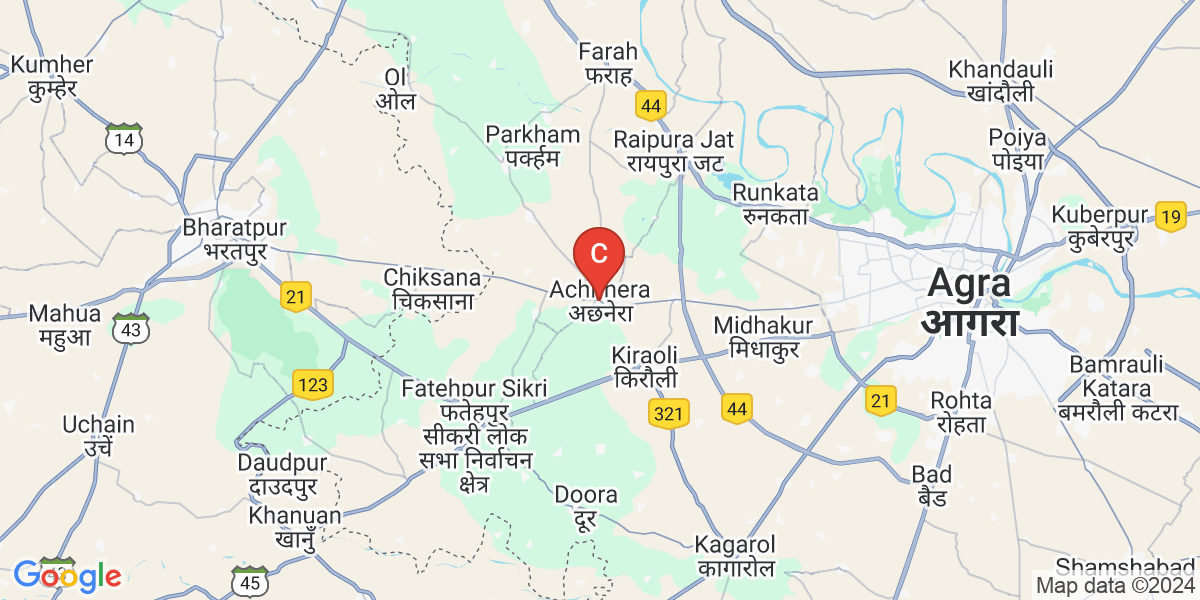 Kumher
कुम्हेर
Ol
ओल
Farah
फराह
Khandauli
खांदौली
14
44
Parkham
पर्क्हम
Raipura Jat
रायपुरा जट
Poiya
पोइया
Runkata
रुनकता
Kuberpur
कुबेरपुर
19
Bharatpur
भरतपुर
C
Chiksana
चिकसाना
21
Achhnera
अछनेरा
Agra
आगरा
Mahua
महुआ
43
Midhakur
मिधाकुर
Kiraoli
किरौली
Bamrauli
Katara
बमरौली कटरा
123
Fatehpur Sikri
फतेहपुर
सीकरी लोक
सभा निर्वाचन
क्षेत्र
321
44
21
Rohta
रोहता
Uchain
उचें
Daudpur
दाउदपुर
Bad
बैड
Doora
दूर
Khanuan
खानुँ
Kagarol
कागारोल
45
Google
Shamshabad
Map data ©2024